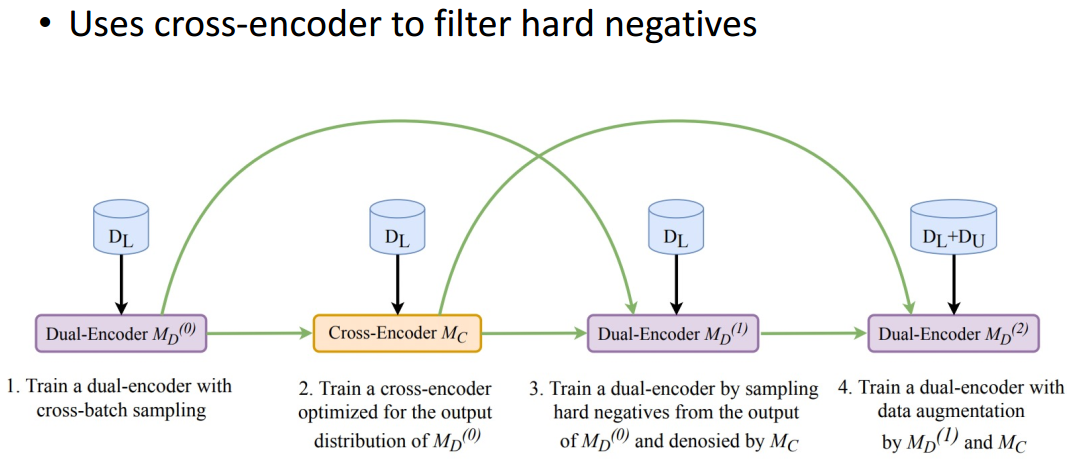 • Uses cross-encoder to filter hard negatives
D_L
D_L
D_L
D_L+D_U
Dual-Encoder M_D^(0)
Cross-Encoder M_C
Dual-Encoder M_D^(1)
Dual-Encoder M_D^(2)
1. Train a dual-encoder with
cross-batch sampling
2. Train a cross-encoder
optimized for the output
distribution of M_D^(0)
3. Train a dual-encoder by sampling
hard negatives from the output
of M_D^(0) and denosied by M_C
4. Train a dual-encoder with
data augmentation
by M_D^(1) and M_C